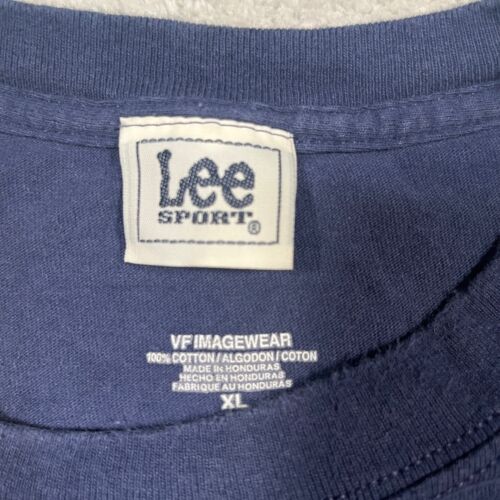 Lee
SPORT®
VF IMAGEWEAR
100% COTTON / ALGODON / COTON
MADE IN HONDURAS
HECHO EN HONDURAS
FABRIQUE AU HONDURAS
XL